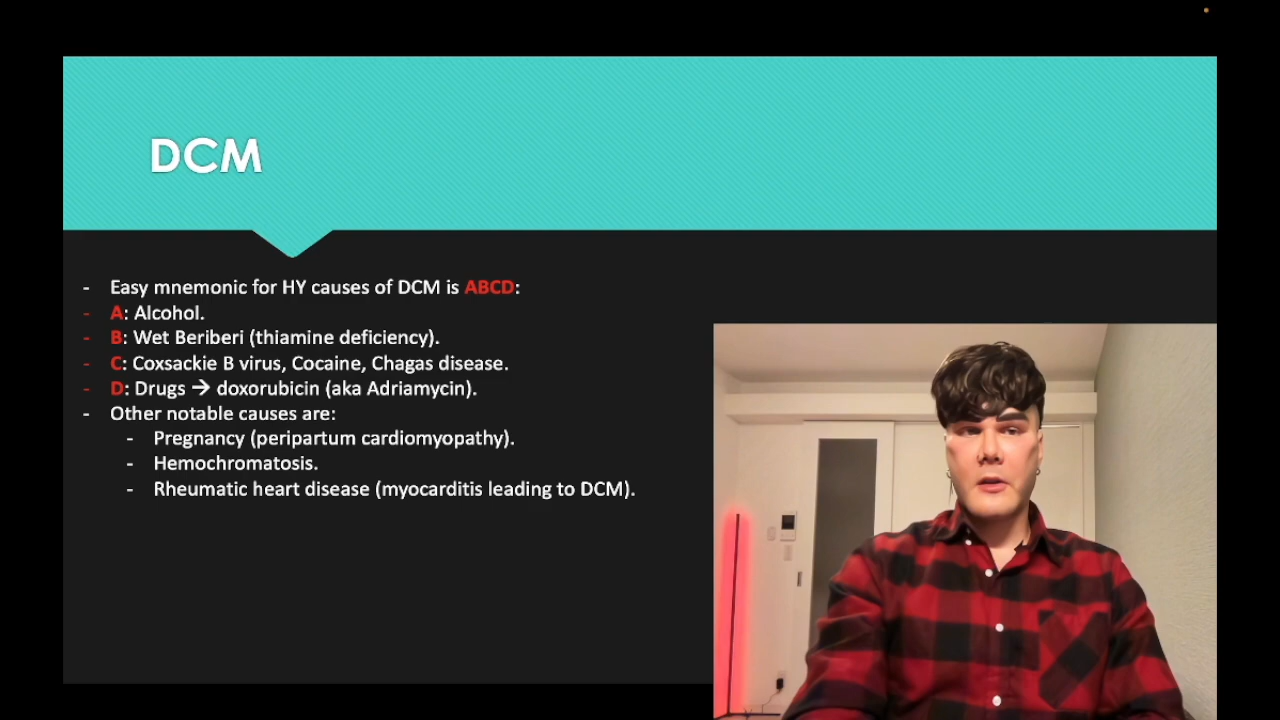 DCM
- Easy mnemonic for HY causes of DCM is ABCD:
- A: Alcohol.
- B: Wet Beriberi (thiamine deficiency).
- C: Coxsackie B virus, Cocaine, Chagas disease.
- D: Drugs → doxorubicin (aka Adriamycin).
- Other notable causes are:
- Pregnancy (peripartum cardiomyopathy).
- Hemochromatosis.
- Rheumatic heart disease (myocarditis leading to DCM).